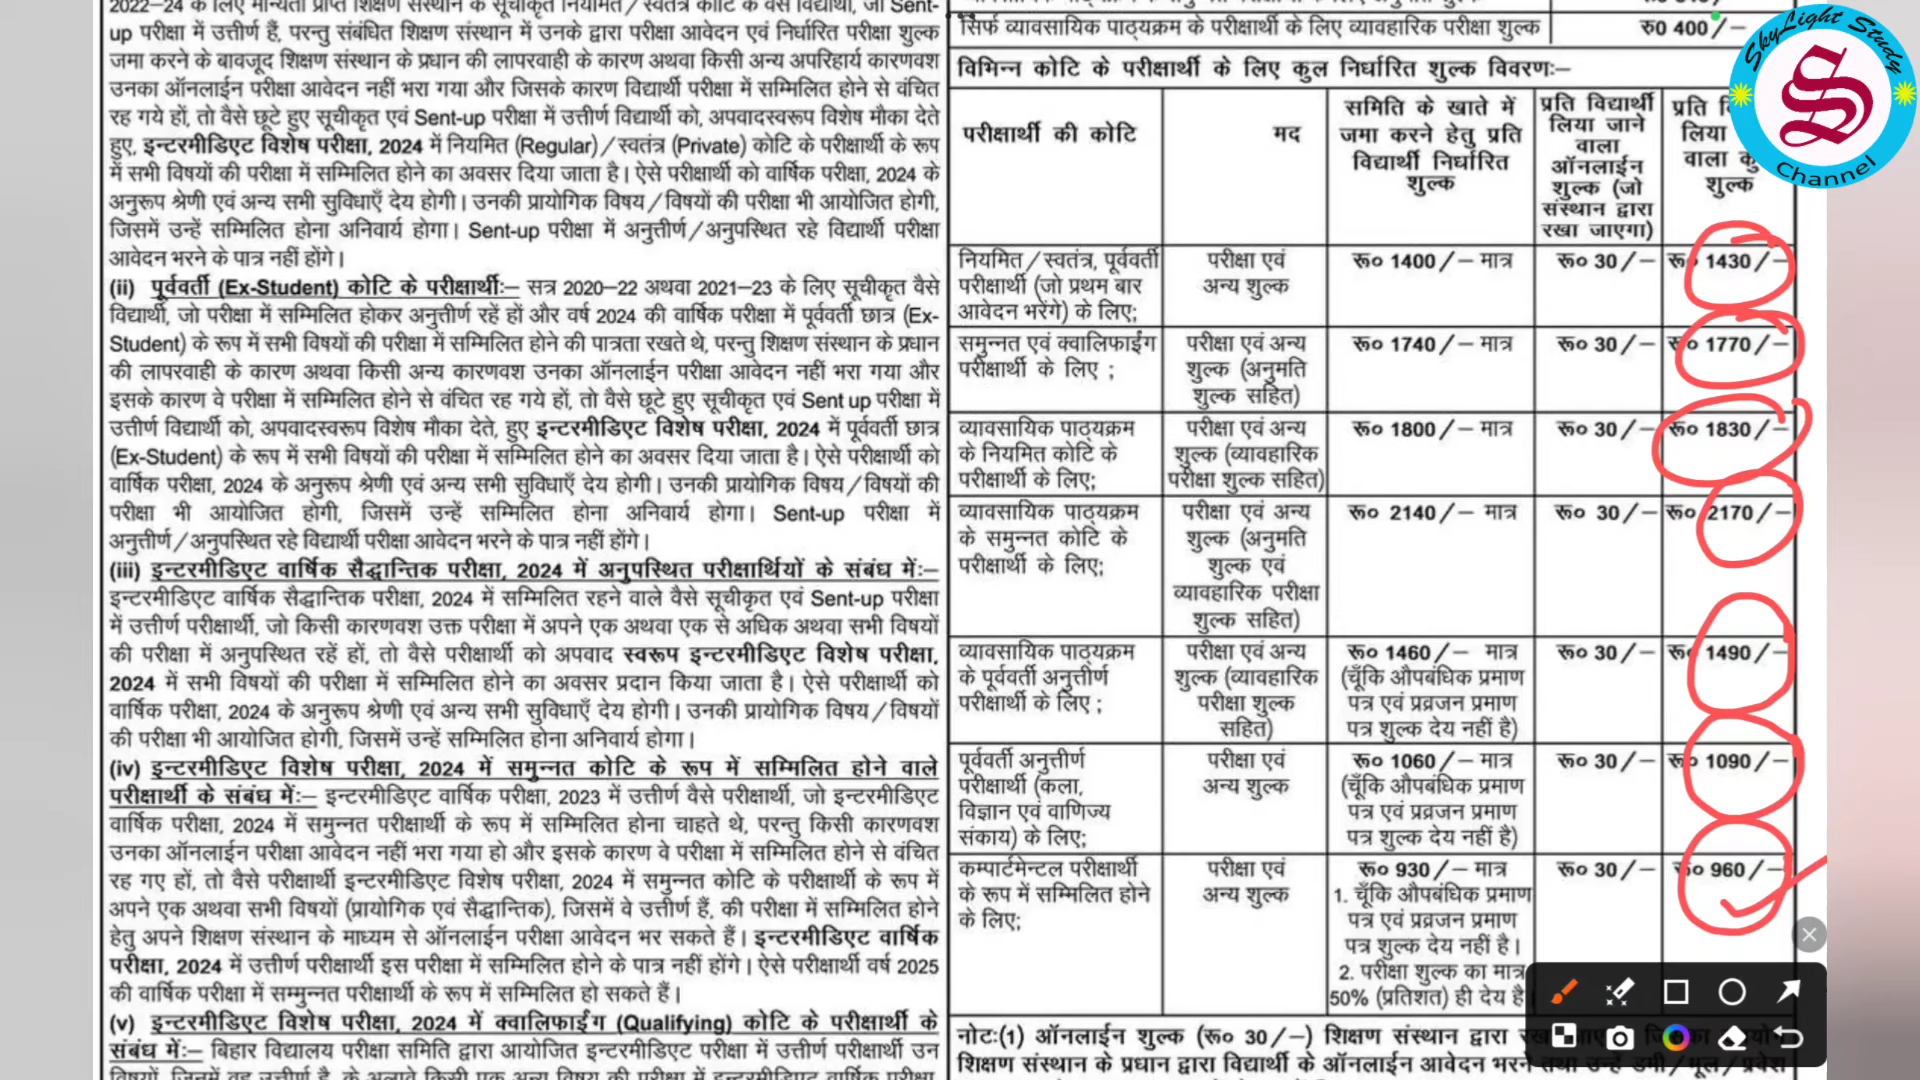 2022–24 के लिए मान्यता प्राप्त शिक्षण संस्थान के सूचीकृत नियमित/स्वतंत्र कोटि के वैसे विद्यार्थी, जो Sent-
up परीक्षा में उत्तीर्ण हैं, परन्तु संबंधित शिक्षण संस्थान में उनके द्वारा परीक्षा आवेदन एवं निर्धारित परीक्षा शुल्क
जमा करने के बावजूद शिक्षण संस्थान के प्रधान की लापरवाही के कारण अथवा किसी अन्य अपरिहार्य कारणवश
उनका ऑनलाईन परीक्षा आवेदन नहीं भरा गया और जिसके कारण विद्यार्थी परीक्षा में सम्मिलित होने से वंचित
रह गये हों, तो वैसे छूटे हुए सूचीकृत एवं Sent-up परीक्षा में उत्तीर्ण विद्यार्थी को, अपवादस्वरूप विशेष मौका देते
हुए, इन्टरमीडिएट विशेष परीक्षा, 2024 में नियमित (Regular)/स्वतंत्र (Private) कोटि के परीक्षार्थी के रूप
में सभी विषयों की परीक्षा में सम्मिलित होने का अवसर दिया जाता है। ऐसे परीक्षार्थी को वार्षिक परीक्षा, 2024 के
अनुरूप श्रेणी एवं अन्य सभी सुविधाएँ देय होगी। उनकी प्रायोगिक विषय/विषयों की परीक्षा भी आयोजित होगी,
जिसमें उन्हें सम्मिलित होना अनिवार्य होगा। Sent-up परीक्षा में अनुत्तीर्ण/अनुपस्थित रहे विद्यार्थी परीक्षा
आवेदन भरने के पात्र नहीं होंगे।
(ii) पूर्ववर्ती (Ex-Student) कोटि के परीक्षार्थी:– सत्र 2020–22 अथवा 2021–23 के लिए सूचीकृत वैसे
विद्यार्थी, जो परीक्षा में सम्मिलित होकर अनुत्तीर्ण रहें हों और वर्ष 2024 की वार्षिक परीक्षा में पूर्ववर्ती छात्र (Ex-
Student) के रूप में सभी विषयों की परीक्षा में सम्मिलित होने की पात्रता रखते थे, परन्तु शिक्षण संस्थान के प्रधान
की लापरवाही के कारण अथवा किसी अन्य कारणवश उनका ऑनलाईन परीक्षा आवेदन नहीं भरा गया और
इसके कारण वे परीक्षा में सम्मिलित होने से वंचित रह गये हों, तो वैसे छूटे हुए सूचीकृत एवं Sent up परीक्षा में
उत्तीर्ण विद्यार्थी को, अपवादस्वरूप विशेष मौका देते, हुए इन्टरमीडिएट विशेष परीक्षा, 2024 में पूर्ववर्ती छात्र
(Ex-Student) के रूप में सभी विषयों की परीक्षा में सम्मिलित होने का अवसर दिया जाता है। ऐसे परीक्षार्थी को
वार्षिक परीक्षा, 2024 के अनुरूप श्रेणी एवं अन्य सभी सुविधाएँ देय होगी। उनकी प्रायोगिक विषय/विषयों की
परीक्षा भी आयोजित होगी, जिसमें उन्हें सम्मिलित होना अनिवार्य होगा। Sent-up परीक्षा में
अनुत्तीर्ण/अनुपस्थित रहे विद्यार्थी परीक्षा आवेदन भरने के पात्र नहीं होंगे।
(iii) इन्टरमीडिएट वार्षिक सैद्धान्तिक परीक्षा, 2024 में अनुपस्थित परीक्षार्थियों के संबंध में:–
इन्टरमीडिएट वार्षिक सैद्धान्तिक परीक्षा, 2024 में सम्मिलित रहने वाले वैसे सूचीकृत एवं Sent-up परीक्षा
में उत्तीर्ण परीक्षार्थी, जो किसी कारणवश उक्त परीक्षा में अपने एक अथवा एक से अधिक अथवा सभी विषयों
की परीक्षा में अनुपस्थित रहें हों, तो वैसे परीक्षार्थी को अपवाद स्वरूप इन्टरमीडिएट विशेष परीक्षा,
2024 में सभी विषयों की परीक्षा में सम्मिलित होने का अवसर प्रदान किया जाता है। ऐसे परीक्षार्थी को
वार्षिक परीक्षा, 2024 के अनुरूप श्रेणी एवं अन्य सभी सुविधाएँ देय होगी। उनकी प्रायोगिक विषय/विषयों
की परीक्षा भी आयोजित होगी, जिसमें उन्हें सम्मिलित होना अनिवार्य होगा।
(iv) इन्टरमीडिएट विशेष परीक्षा, 2024 में समुन्नत कोटि के रूप में सम्मिलित होने वाले
परीक्षार्थी के संबंध में:– इन्टरमीडिएट वार्षिक परीक्षा, 2023 में उत्तीर्ण वैसे परीक्षार्थी, जो इन्टरमीडिएट
वार्षिक परीक्षा, 2024 में समुन्नत परीक्षार्थी के रूप में सम्मिलित होना चाहते थे, परन्तु किसी कारणवश
उनका ऑनलाईन परीक्षा आवेदन नहीं भरा गया हो और इसके कारण वे परीक्षा में सम्मिलित होने से वंचित
रह गए हों, तो वैसे परीक्षार्थी इन्टरमीडिएट विशेष परीक्षा, 2024 में समुन्नत कोटि के परीक्षार्थी के रूप में
अपने एक अथवा सभी विषयों (प्रायोगिक एवं सैद्धान्तिक), जिसमें वे उत्तीर्ण हैं, की परीक्षा में सम्मिलित होने
हेतु अपने शिक्षण संस्थान के माध्यम से ऑनलाईन परीक्षा आवेदन भर सकते हैं। इन्टरमीडिएट वार्षिक
परीक्षा, 2024 में उत्तीर्ण परीक्षार्थी इस परीक्षा में सम्मिलित होने के पात्र नहीं होंगे। ऐसे परीक्षार्थी वर्ष 2025
की वार्षिक परीक्षा में सम्मुन्नत परीक्षार्थी के रूप में सम्मिलित हो सकते हैं।
(v) इन्टरमीडिएट विशेष परीक्षा, 2024 में क्वालिफाईंग (Qualifying) कोटि के परीक्षार्थी के
संबंध में:– बिहार विद्यालय परीक्षा समिति द्वारा आयोजित इन्टरमीडिएट परीक्षा में उत्तीर्ण परीक्षार्थी उन
सिर्फ व्यावसायिक पाठ्यक्रम के परीक्षार्थी के लिए व्यावहारिक परीक्षा शुल्क रु0 400/–
विभिन्न कोटि के परीक्षार्थी के लिए कुल निर्धारित शुल्क विवरणः–
परीक्षार्थी की कोटि
मद
समिति के खाते में
जमा करने हेतु प्रति
विद्यार्थी निर्धारित
शुल्क
प्रति विद्यार्थी
लिया जाने
वाला
ऑनलाईन
शुल्क (जो
संस्थान द्वारा
रखा जाएगा)
प्रति
लिया
वाला
शुल्क
नियमित/स्वतंत्र, पूर्ववर्ती
परीक्षार्थी (जो प्रथम बार
आवेदन भरेंगे) के लिए;
परीक्षा एवं
अन्य शुल्क
रू० 1400/– मात्र
रू० 30/–
रू० 1430/–
समुन्नत एवं क्वालिफाईंग
परीक्षार्थी के लिए ;
परीक्षा एवं अन्य
शुल्क (अनुमति
शुल्क सहित)
रू० 1740/– मात्र
रू० 30/–
रू० 1770/–
व्यावसायिक पाठ्यक्रम
के नियमित कोटि के
परीक्षार्थी के लिए;
परीक्षा एवं अन्य
शुल्क (व्यावहारिक
परीक्षा शुल्क सहित)
रू० 1800/– मात्र
रू० 30/–
रू० 1830/–
व्यावसायिक पाठ्यक्रम
के समुन्नत कोटि के
परीक्षार्थी के लिए;
परीक्षा एवं अन्य
शुल्क (अनुमति
शुल्क एवं
व्यावहारिक परीक्षा
शुल्क सहित)
रू० 2140/– मात्र
रू० 30/–
रू० 2170/–
व्यावसायिक पाठ्यक्रम
के पूर्ववर्ती अनुत्तीर्ण
परीक्षार्थी के लिए ;
परीक्षा एवं अन्य
शुल्क (व्यावहारिक
परीक्षा शुल्क
सहित)
रू० 1460/– मात्र
(चूँकि औपबंधिक प्रमाण
पत्र एवं प्रव्रजन प्रमाण
पत्र शुल्क देय नहीं है)
रू० 30/–
रू० 1490/–
पूर्ववर्ती अनुत्तीर्ण
परीक्षार्थी (कला,
विज्ञान एवं वाणिज्य
संकाय) के लिए;
परीक्षा एवं
अन्य शुल्क
रू० 1060/– मात्र
(चूँकि औपबंधिक प्रमाण
पत्र एवं प्रव्रजन प्रमाण
पत्र शुल्क देय नहीं है)
रू० 30/–
रू० 1090/–
कम्पार्टमेन्टल परीक्षार्थी
के रूप में सम्मिलित होने
के लिए;
परीक्षा एवं
अन्य शुल्क
रू० 930/– मात्र
1. चूँकि औपबंधिक प्रमाण
पत्र एवं प्रव्रजन प्रमाण
पत्र शुल्क देय नहीं है।
2. परीक्षा शुल्क का मात्र
50% (प्रतिशत) ही देय है
रू० 30/–
रू० 960/–
नोटः(1) ऑनलाईन शुल्क (रू० 30/–) शिक्षण संस्थान द्वारा
शिक्षण संस्थान के प्रधान द्वारा विद्यार्थी के ऑनलाईन आवेदन भरने तथा उन्हें डमी/मूल/प्रवेश
SkyLight Study
S
Channel